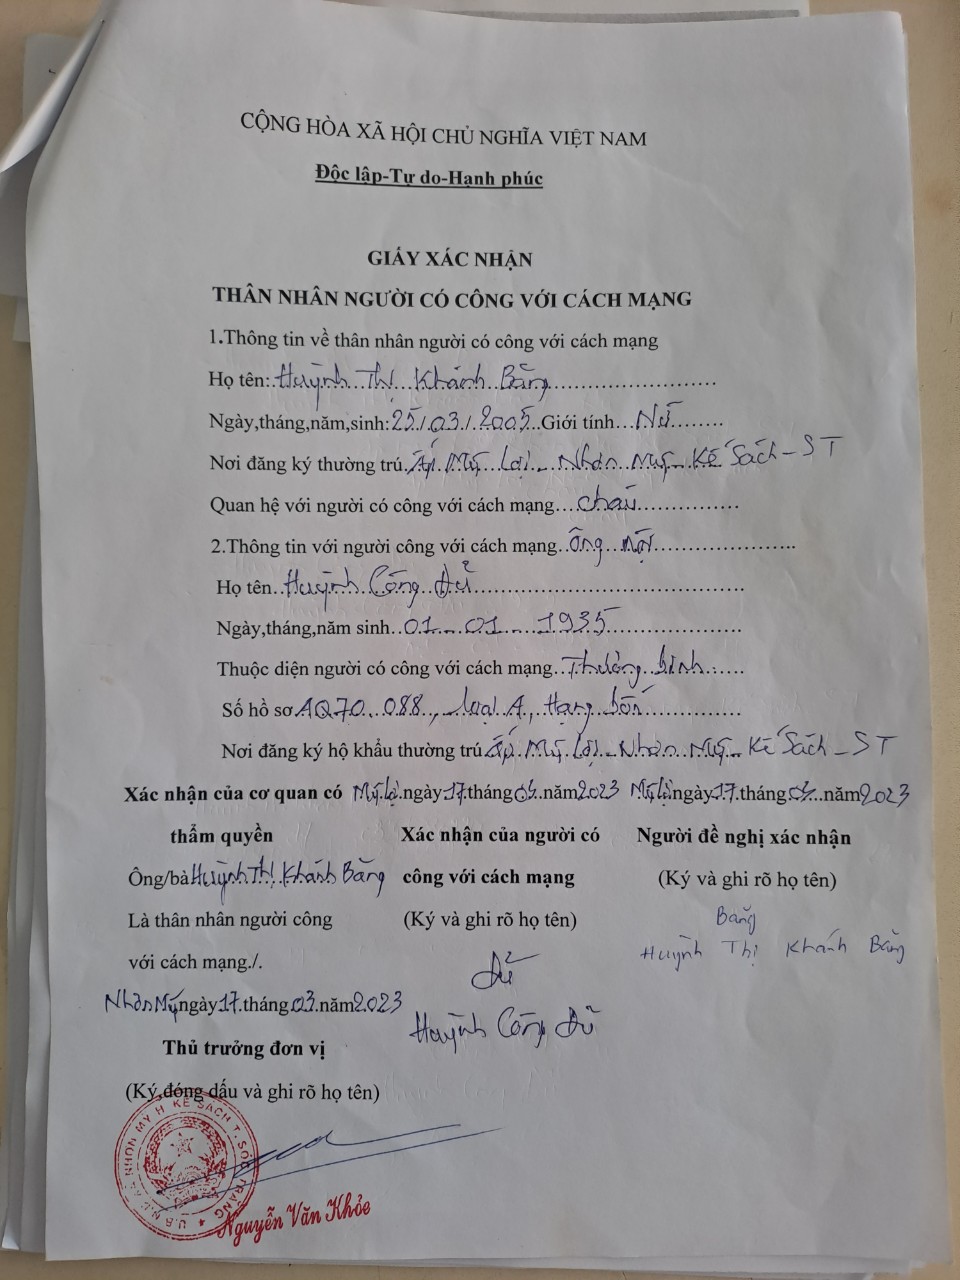 CỘNG HÒA XÃ HỘI CHỦ NGHĨA VIỆT NAM
Độc lập-Tự do-Hạnh phúc
GIẤY XÁC NHẬN
THÂN NHÂN NGƯỜI CÓ CÔNG VỚI CÁCH MẠNG
1.Thông tin về thân nhân người có công với cách mạng
Họ tên: Huỳnh Thị Khánh Băng
Ngày,tháng,năm,sinh: 25/03/2005 Giới tính Nữ
Nơi đăng ký thường trú Ấp Mỹ Lợi - Nhơn Mỹ - Kế Sách - ST
Quan hệ với người có công với cách mạng cháu
2.Thông tin với người công với cách mạng Ông nội
Họ tên Huỳnh Công Đủ
Ngày,tháng,năm sinh 01 - 01 - 1935
Thuộc diện người có công với cách mạng Thương binh
Số hồ sơ AQ70 088, loại A, Hạng bốn
Nơi đăng ký hộ khẩu thường trú Ấp Mỹ Lợi - Nhơn Mỹ - Kế Sách - ST
Xác nhận của cơ quan có thẩm quyền
Ông/bà Huỳnh Thị Khánh Băng
Là thân nhân người công
với cách mạng./.
Nhơn Mỹ ngày 17 tháng 03 năm 2023
Thủ trưởng đơn vị
(Ký,đóng dấu và ghi rõ họ tên)
U.B.N.D XÃ NHƠN MỸ H. KẾ SÁCH T. SÓC TRĂNG
Nguyễn Văn Khỏe
Mỹ Lợi ngày 17 tháng 03 năm 2023
Xác nhận của người có
công với cách mạng
(Ký và ghi rõ họ tên)
Đủ
Huỳnh Công Đủ
Mỹ Lợi ngày 17 tháng 03 năm 2023
Người đề nghị xác nhận
(Ký và ghi rõ họ tên)
Băng
Huỳnh Thị Khánh Băng